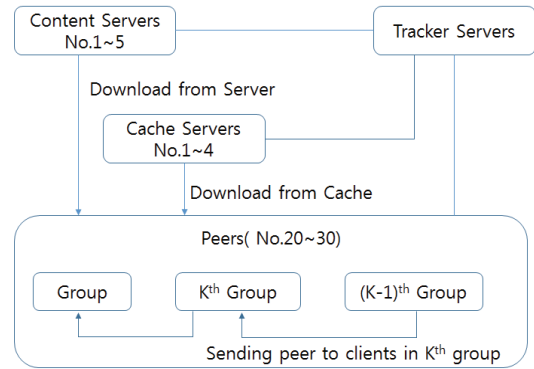 Content Servers
No.1~5
Tracker Servers
Download from Server
Cache Servers
No.1~4
Download from Cache
Peers( No.20~30)
Group
Kth Group
(K-1)th Group
Sending peer to clients in Kth group